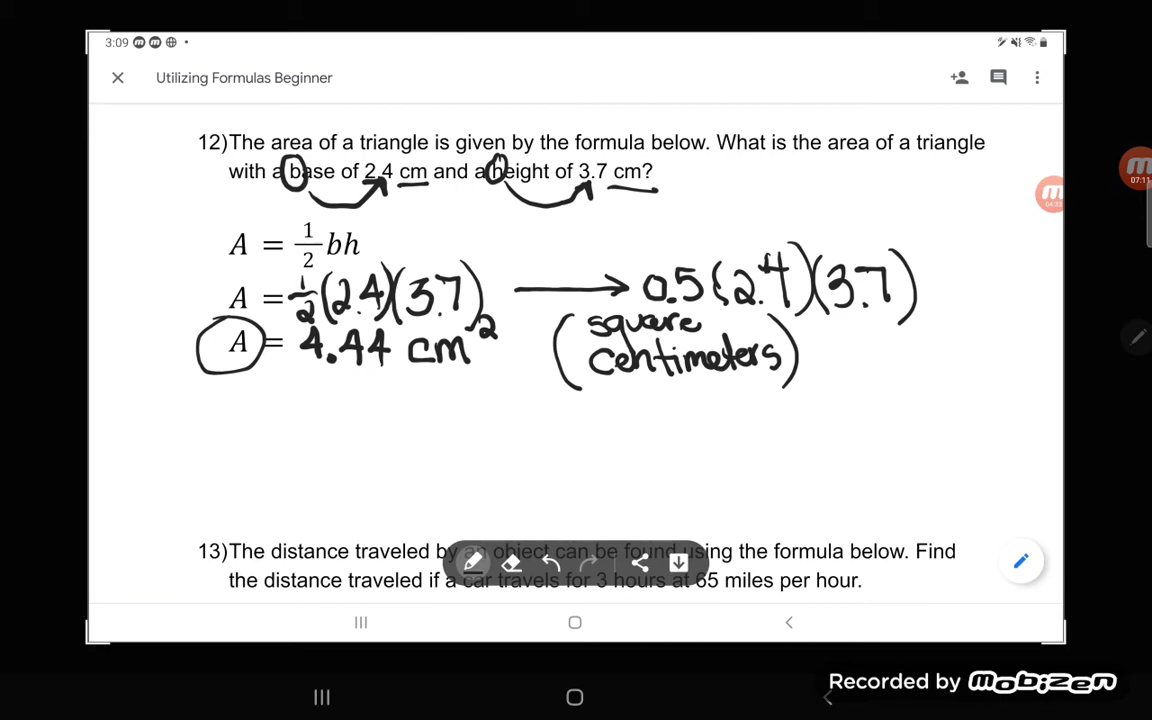 3:09
Utilizing Formulas Beginner
12)The area of a triangle is given by the formula below. What is the area of a triangle
with a base of 2.4 cm and a height of 3.7 cm?
07:11
04:33
A = 1/2 bh
A = 1/2 (2.4)(3.7) → 0.5(2.4)(3.7)
A = 4.44 cm² (square centimeters)
13)The distance traveled by an object can be found using the formula below. Find
the distance traveled if a car travels for 3 hours at 65 miles per hour.
Recorded by mobizen